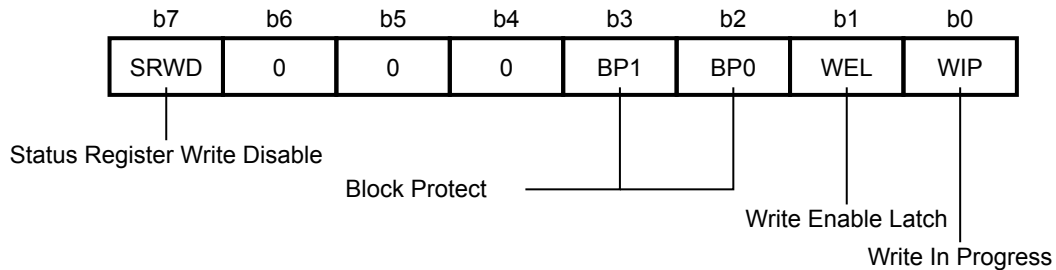 b7 b6 b5 b4 b3 b2 b1 b0
SRWD 0 0 0 BP1 BP0 WEL WIP
Status Register Write Disable
Block Protect
Write Enable Latch
Write In Progress